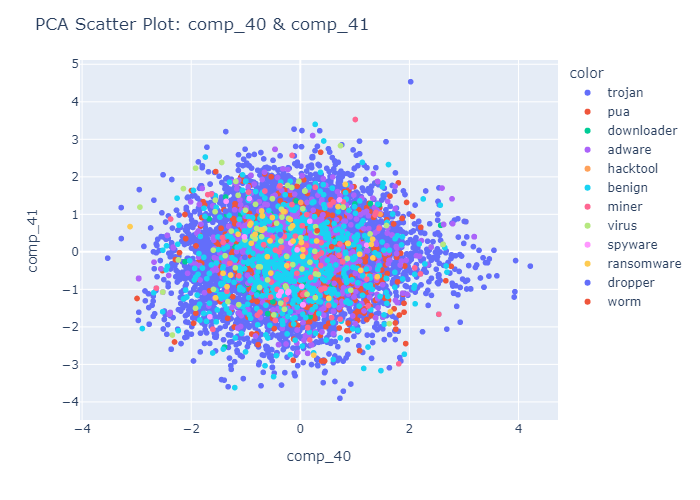 PCA Scatter Plot: comp_40 & comp_41
color
trojan
pua
downloader
adware
hacktool
benign
miner
virus
spyware
ransomware
dropper
worm
comp_41
5
4
3
2
1
0
−1
−2
−3
−4
−4 −2 0 2 4
comp_40